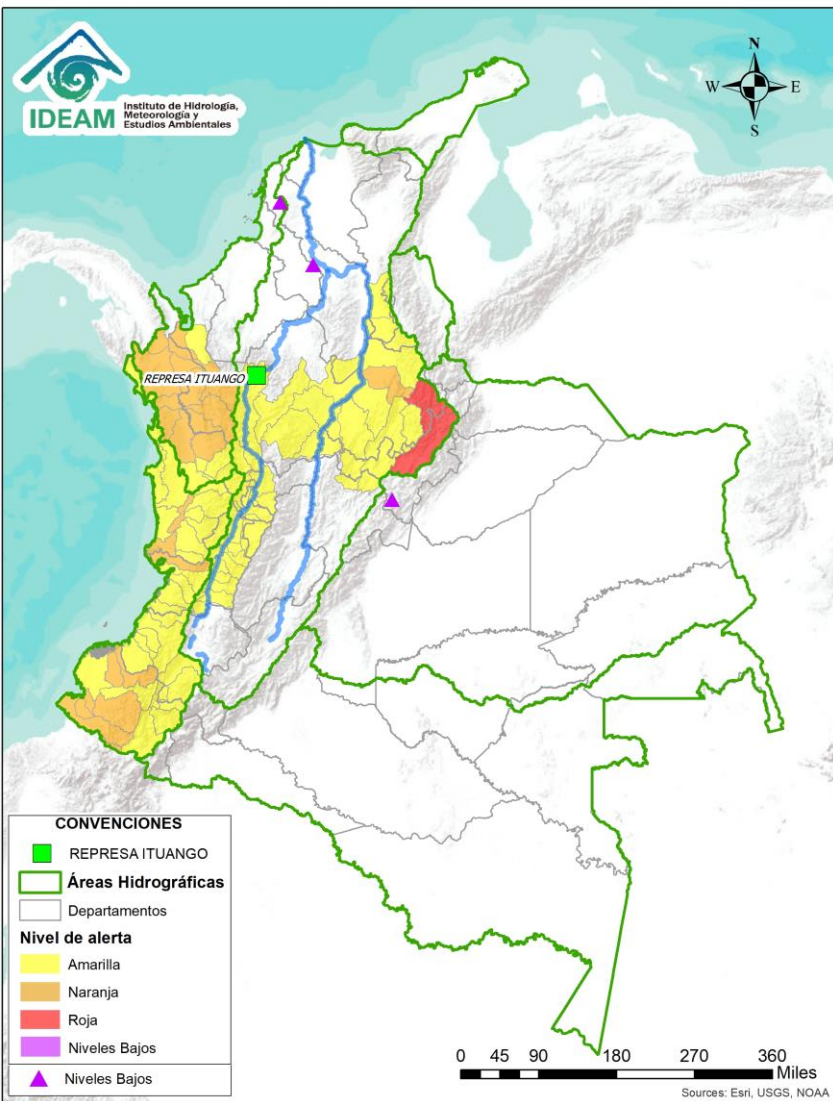 IDEAM
Instituto de Hidrología,
Meteorología y
Estudios Ambientales
N
W
E
S
REPRESA ITUANGO
CONVENCIONES
REPRESA ITUANGO
Áreas Hidrográficas
Departamentos
Nivel de alerta
Amarilla
Naranja
Roja
Niveles Bajos
Niveles Bajos
0 45 90 180 270 360
Miles
Sources: Esri, USGS, NOAA